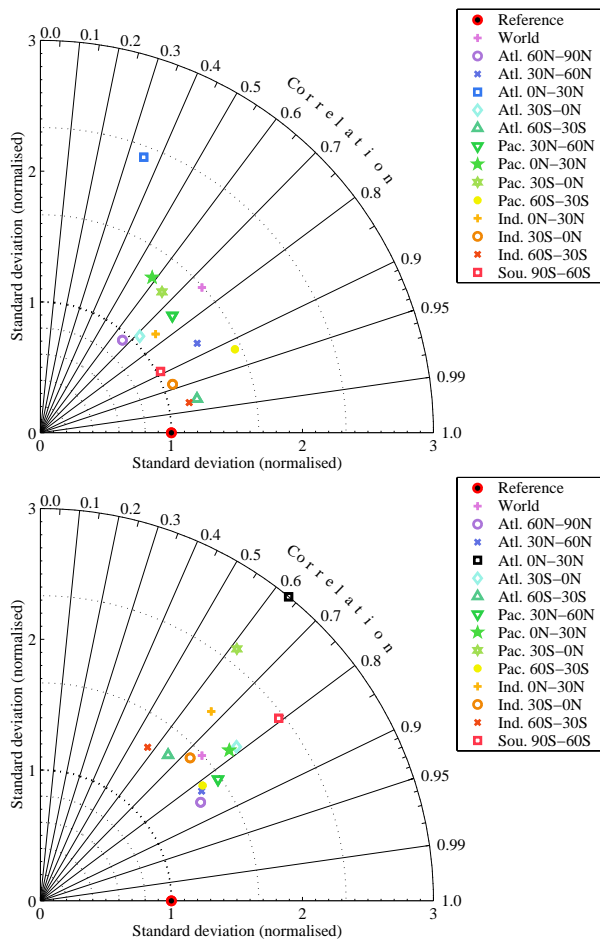 3
2
1
0
Standard deviation (normalised)
0.0
0.1
0.2
0.3
0.4
0.5
0.6
0.7
0.8
0.9
0.95
0.99
1.0
Correlation
0
1
2
3
Standard deviation (normalised)
Reference
World
Atl. 60N−90N
Atl. 30N−60N
Atl. 0N−30N
Atl. 30S−0N
Atl. 60S−30S
Pac. 30N−60N
Pac. 0N−30N
Pac. 30S−0N
Pac. 60S−30S
Ind. 0N−30N
Ind. 30S−0N
Ind. 60S−30S
Sou. 90S−60S
3
2
1
0
Standard deviation (normalised)
0.0
0.1
0.2
0.3
0.4
0.5
0.6
0.7
0.8
0.9
0.95
0.99
1.0
Correlation
0
1
2
3
Standard deviation (normalised)
Reference
World
Atl. 60N−90N
Atl. 30N−60N
Atl. 0N−30N
Atl. 30S−0N
Atl. 60S−30S
Pac. 30N−60N
Pac. 0N−30N
Pac. 30S−0N
Pac. 60S−30S
Ind. 0N−30N
Ind. 30S−0N
Ind. 60S−30S
Sou. 90S−60S